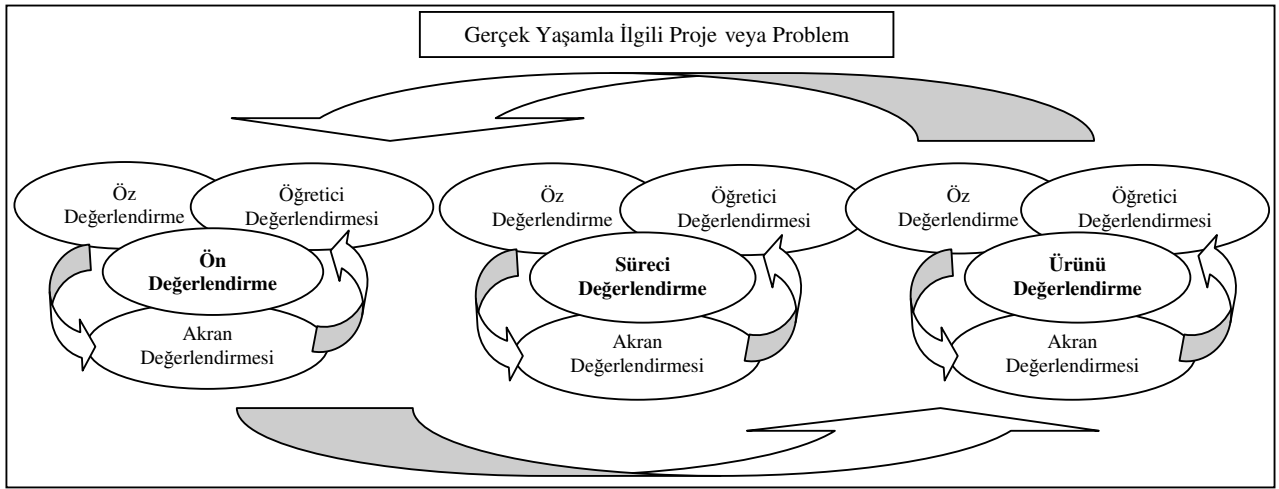 Gerçek Yaşamla İlgili Proje veya Problem
Öz
Değerlendirme
Öğretici
Değerlendirmesi
Ön
Değerlendirme
Akran
Değerlendirmesi
Öz
Değerlendirme
Öğretici
Değerlendirmesi
Süreci
Değerlendirme
Akran
Değerlendirmesi
Öz
Değerlendirme
Öğretici
Değerlendirmesi
Ürünü
Değerlendirme
Akran
Değerlendirmesi